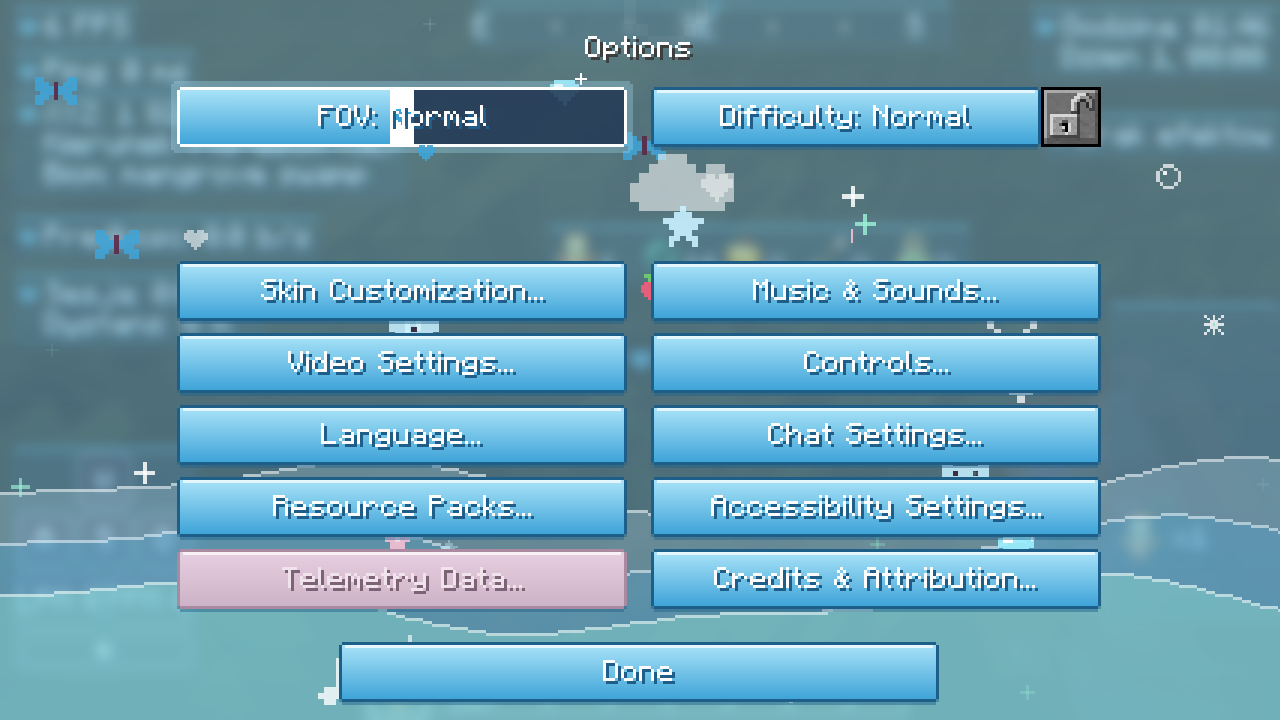 Options
FOV: Normal
Difficulty: Normal
Skin Customization...
Music & Sounds...
Video Settings...
Controls...
Language...
Chat Settings...
Resource Packs...
Accessibility Settings...
Telemetry Data...
Credits & Attribution...
Done